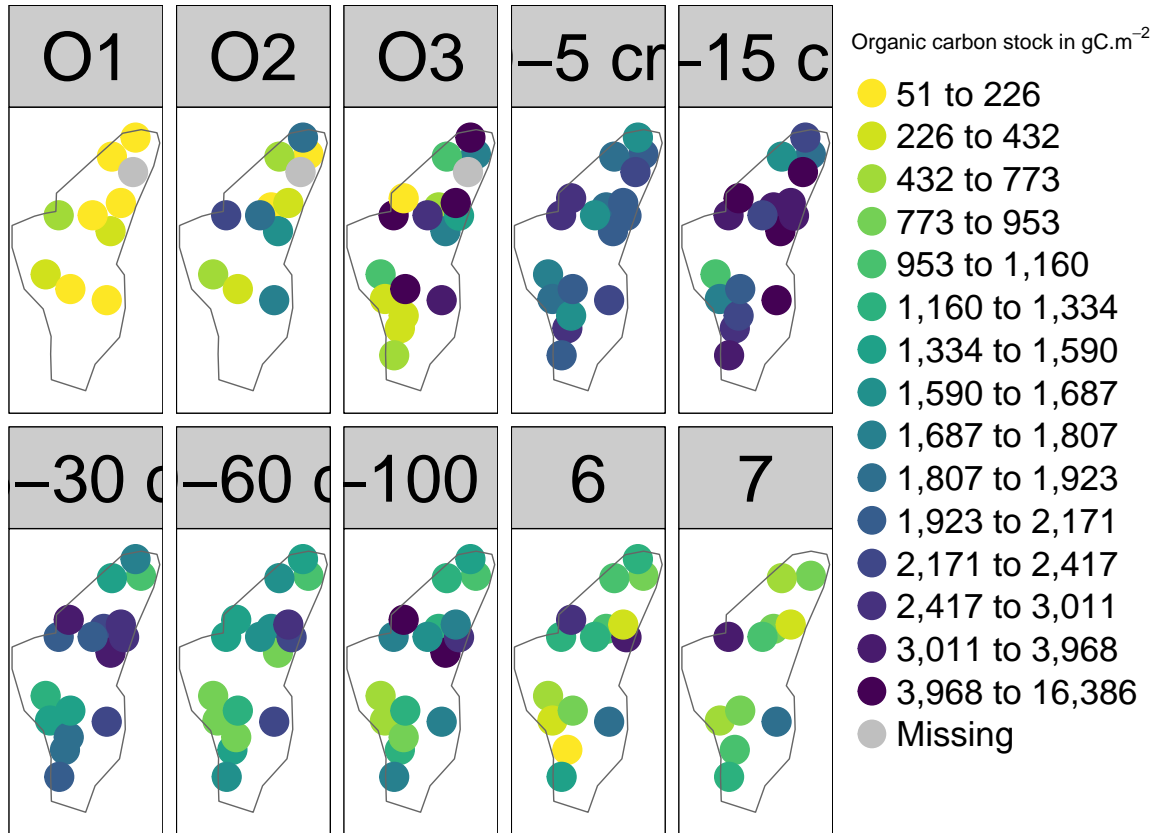 O1
O2
O3
–5 cm
–15 c
Organic carbon stock in gC.m⁻²
51 to 226
226 to 432
432 to 773
773 to 953
953 to 1,160
1,160 to 1,334
1,334 to 1,590
1,590 to 1,687
1,687 to 1,807
1,807 to 1,923
1,923 to 2,171
2,171 to 2,417
2,417 to 3,011
3,011 to 3,968
3,968 to 16,386
Missing
–30 c
–60 c
–100
6
7